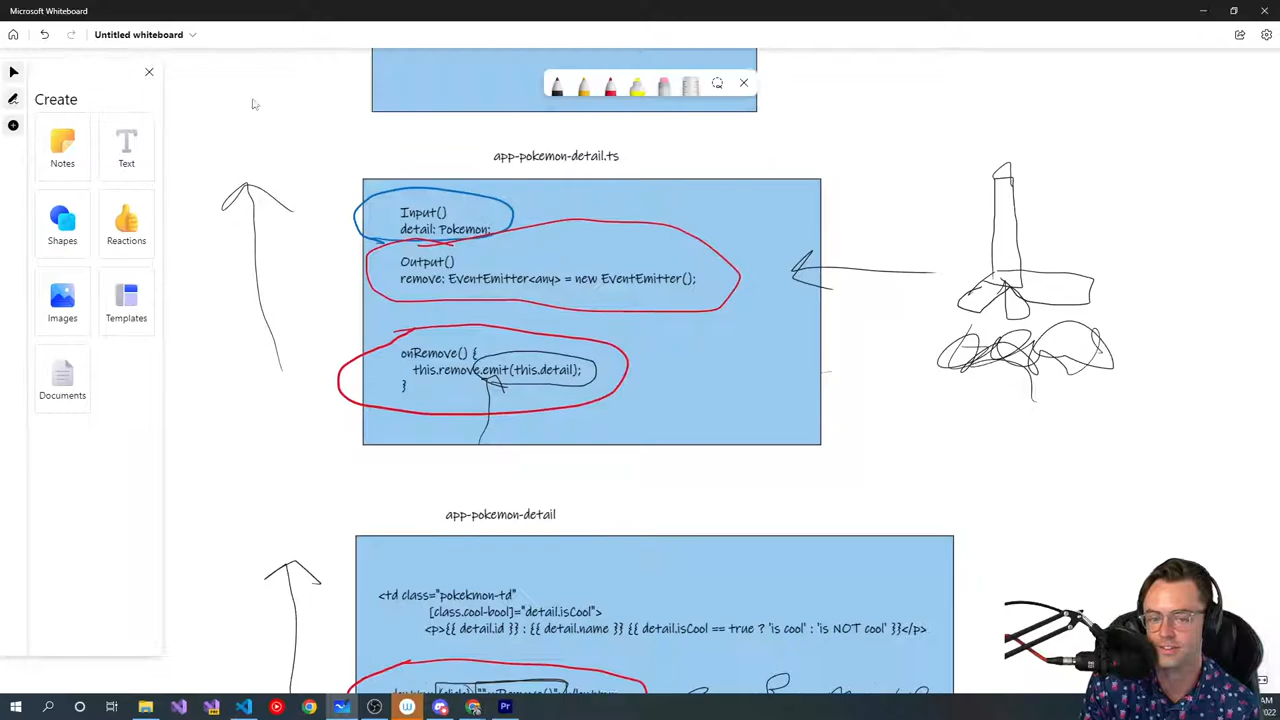 Microsoft Whiteboard
Untitled whiteboard
Create
Notes
Text
Shapes
Reactions
Images
Templates
Documents
app-pokemon-detail.ts
Input()
detail: Pokemon;
Output()
remove: EventEmitter<any> = new EventEmitter();
onRemove() {
this.remove.emit(this.detail);
}
app-pokemon-detail
<td class="pokekmon-td"
[class.cool-bool]="detail.isCool">
<p>{{ detail.id }} : {{ detail.name }} {{ detail.isCool == true ? 'is cool' : 'is NOT cool' }}</p>